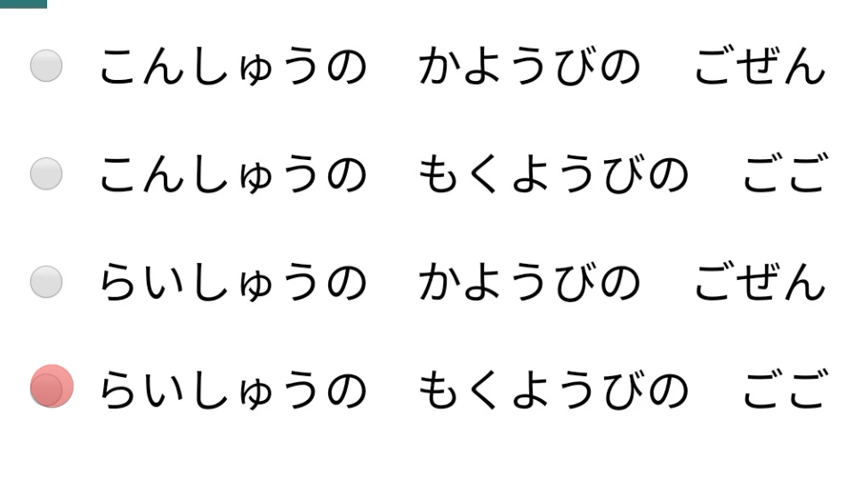 こんしゅうの　かようびの　ごぜん
こんしゅうの　もくようびの　ごご
らいしゅうの　かようびの　ごぜん
らいしゅうの　もくようびの　ごご